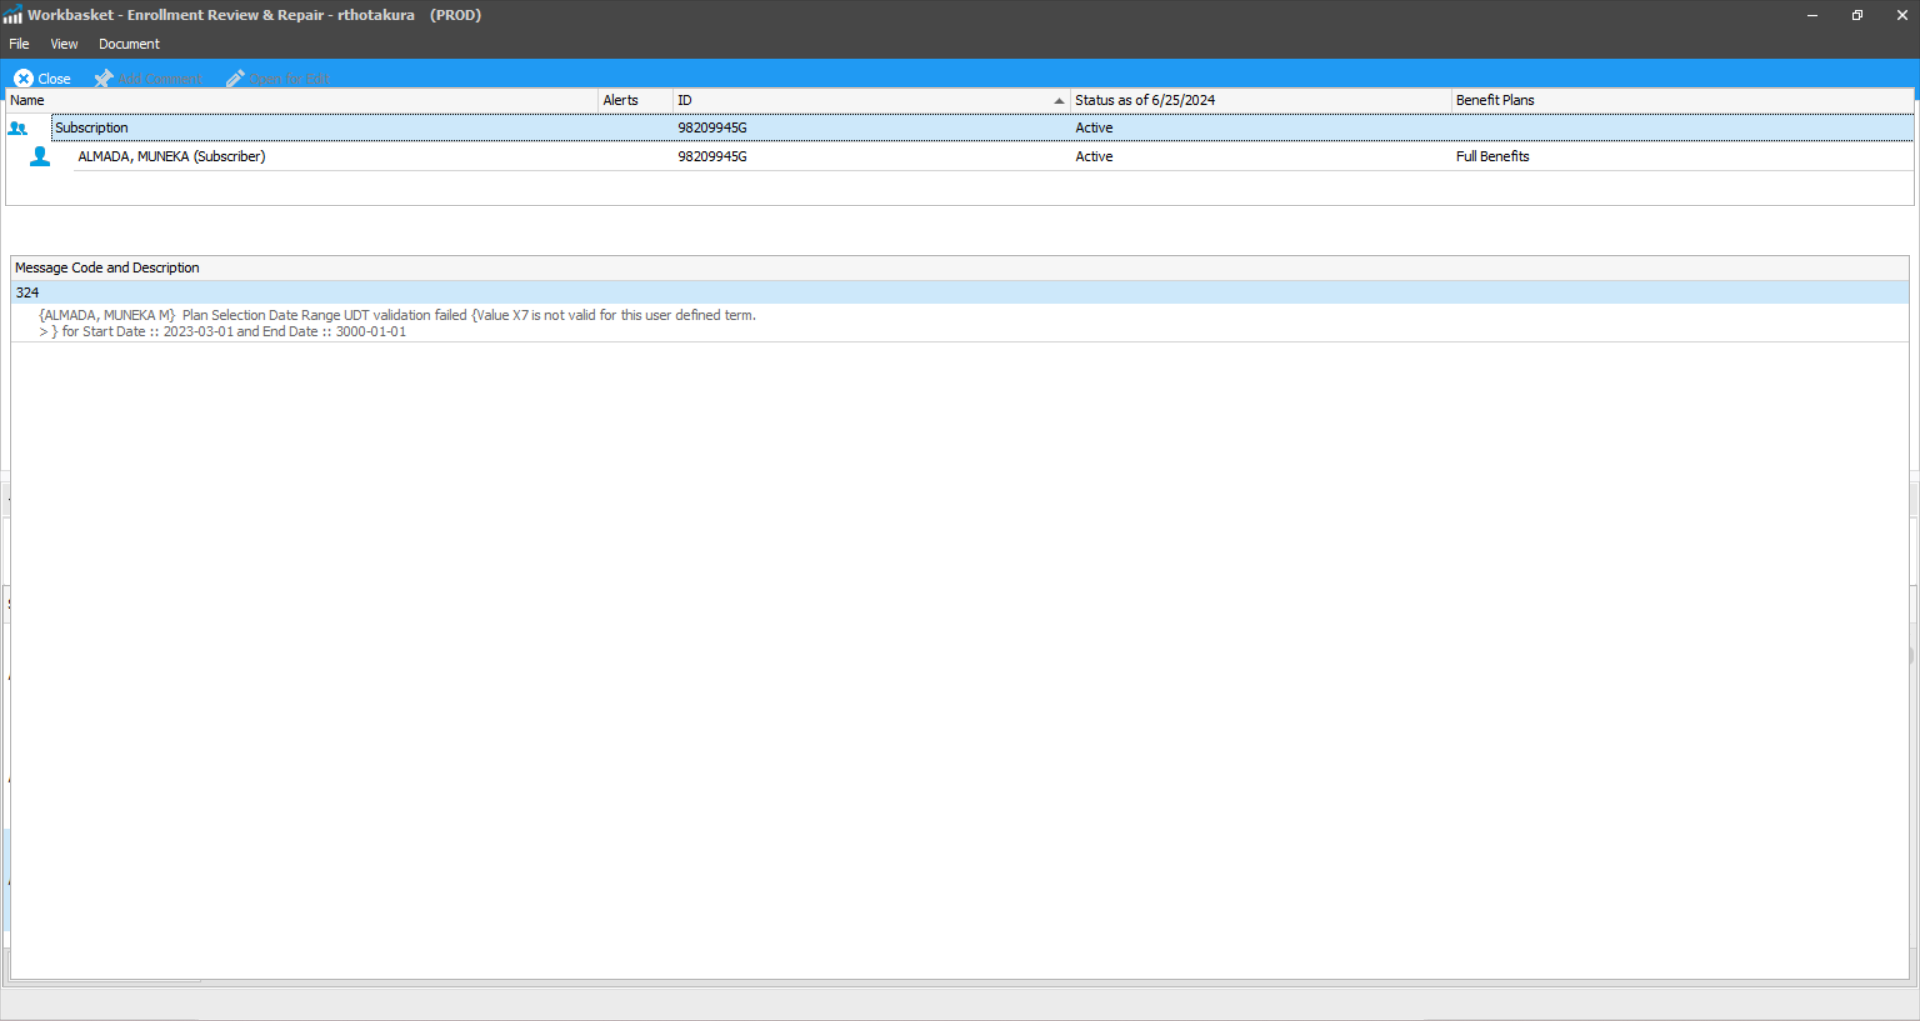 Workbasket - Enrollment Review & Repair - rthotakura    (PROD)
File    View    Document
Close    Add Comment    Open for Edit
Name    Alerts    ID    Status as of 6/25/2024    Benefit Plans
Subscription    98209945G    Active
ALMADA, MUNEKA (Subscriber)    98209945G    Active    Full Benefits
Message Code and Description
324
{ALMADA, MUNEKA M}  Plan Selection Date Range UDT validation failed {Value X7 is not valid for this user defined term.
> } for Start Date :: 2023-03-01 and End Date :: 3000-01-01